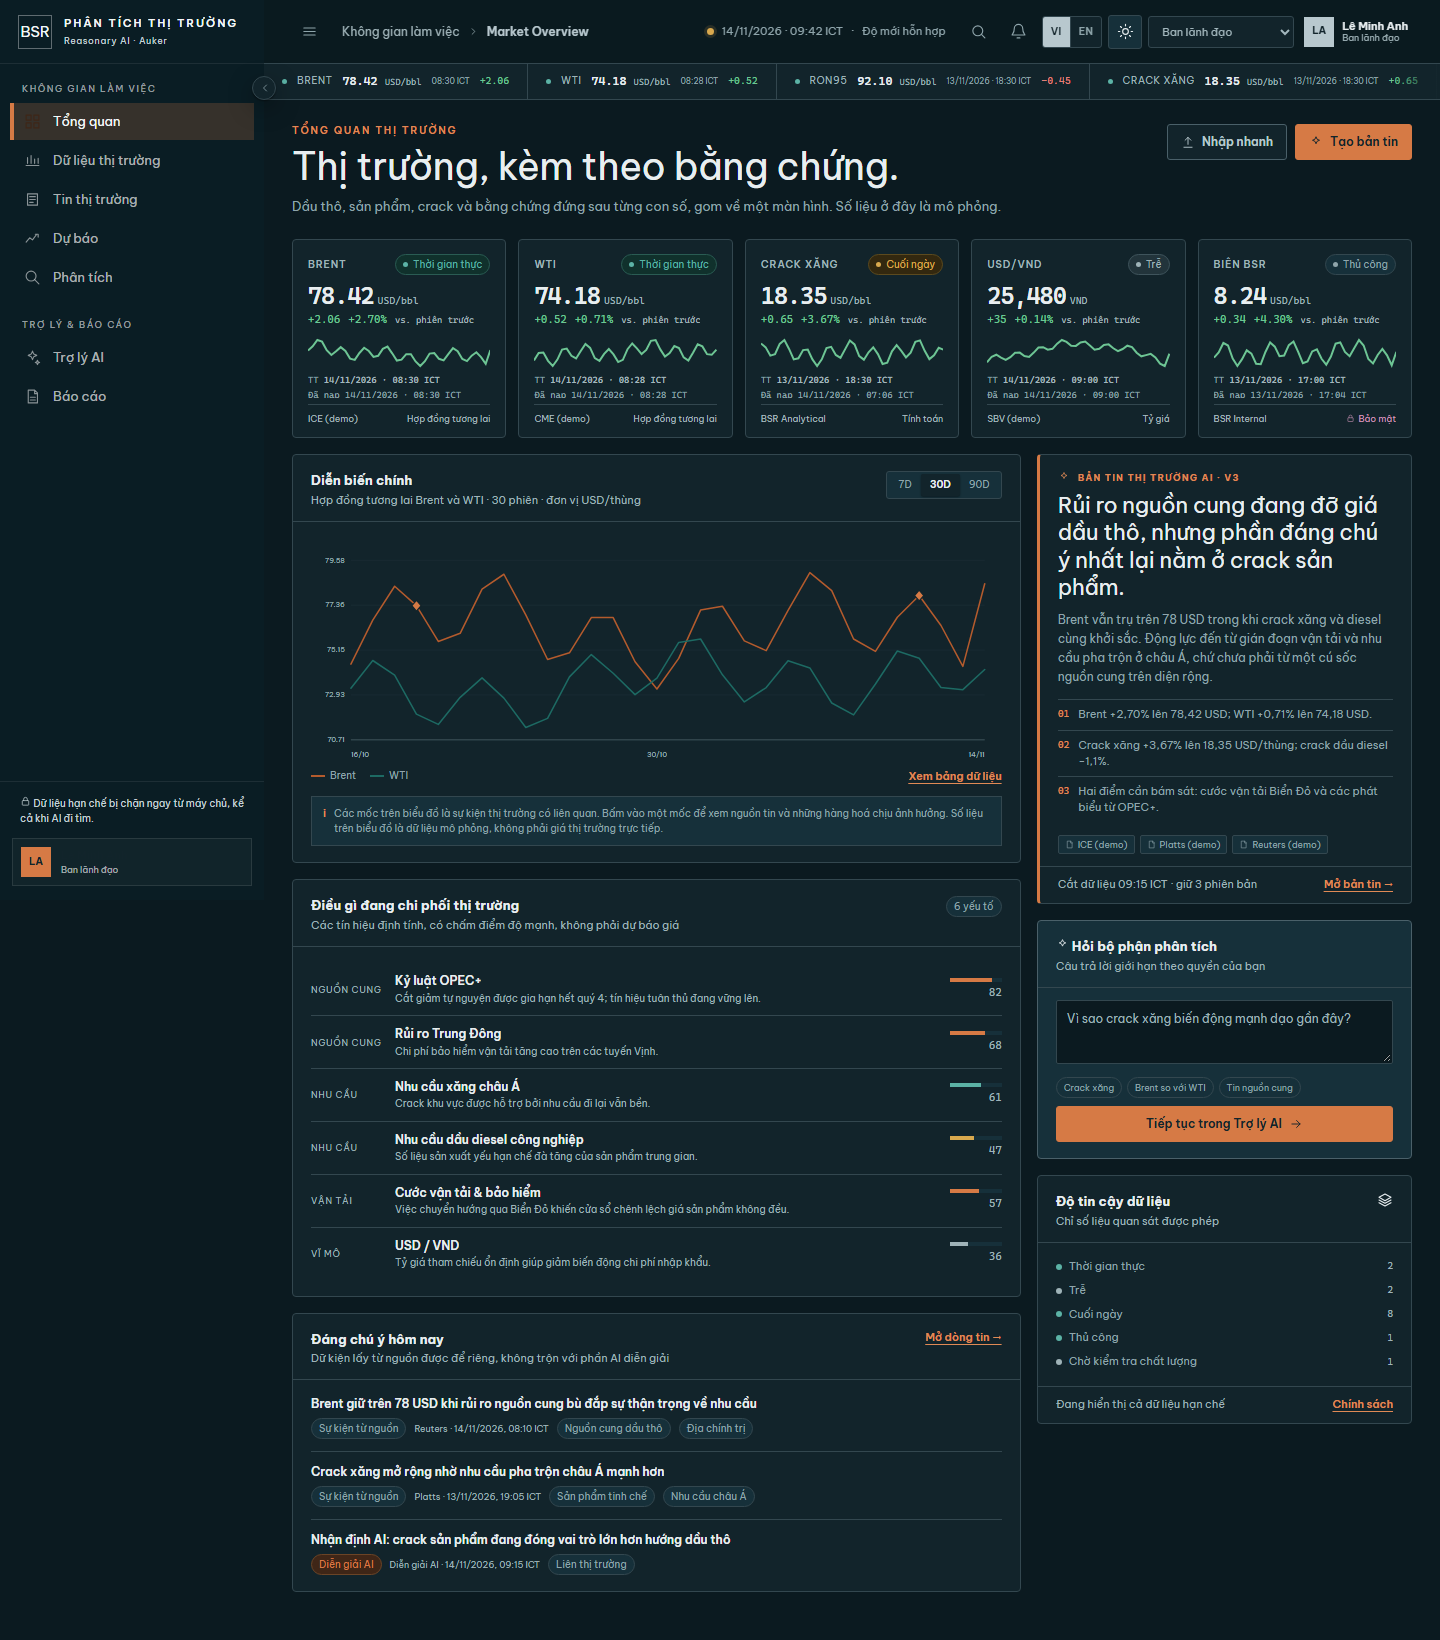 BSR
PHÂN TÍCH THỊ TRƯỜNG
Reasonary AI · Auker
Không gian làm việc › Market Overview
14/11/2026 · 09:42 ICT · Độ mới hỗn hợp
VI EN
Ban lãnh đạo
LA
Lê Minh Anh
Ban lãnh đạo
BRENT 78.42 USD/bbl 08:30 ICT +2.06
WTI 74.18 USD/bbl 08:28 ICT +0.52
RON95 92.10 USD/bbl 13/11/2026 · 18:30 ICT −0.45
CRACK XĂNG 18.35 USD/bbl 13/11/2026 · 18:30 ICT +0.65
KHÔNG GIAN LÀM VIỆC
Tổng quan
Dữ liệu thị trường
Tin thị trường
Dự báo
Phân tích
TRỢ LÝ & BÁO CÁO
Trợ lý AI
Báo cáo
Dữ liệu hạn chế bị chặn ngay từ máy chủ, kể
cả khi AI đi tìm.
LA
Ban lãnh đạo
TỔNG QUAN THỊ TRƯỜNG
Thị trường, kèm theo bằng chứng.
Dầu thô, sản phẩm, crack và bằng chứng đứng sau từng con số, gom về một màn hình. Số liệu ở đây là mô phỏng.
Nhập nhanh
Tạo bản tin
BRENT
Thời gian thực
78.42 USD/bbl
+2.06 +2.70% vs. phiên trước
TT 14/11/2026 · 08:30 ICT
Đã nạp 14/11/2026 · 08:30 ICT
ICE (demo) Hợp đồng tương lai
WTI
Thời gian thực
74.18 USD/bbl
+0.52 +0.71% vs. phiên trước
TT 14/11/2026 · 08:28 ICT
Đã nạp 14/11/2026 · 08:28 ICT
CME (demo) Hợp đồng tương lai
CRACK XĂNG
Cuối ngày
18.35 USD/bbl
+0.65 +3.67% vs. phiên trước
TT 13/11/2026 · 18:30 ICT
Đã nạp 14/11/2026 · 07:06 ICT
BSR Analytical Tính toán
USD/VND
Trễ
25,480 VND
+35 +0.14% vs. phiên trước
TT 14/11/2026 · 09:00 ICT
Đã nạp 14/11/2026 · 09:00 ICT
SBV (demo) Tỷ giá
BIÊN BSR
Thủ công
8.24 USD/bbl
+0.34 +4.30% vs. phiên trước
TT 13/11/2026 · 17:00 ICT
Đã nạp 13/11/2026 · 17:04 ICT
BSR Internal Bảo mật
Diễn biến chính
Hợp đồng tương lai Brent và WTI · 30 phiên · đơn vị USD/thùng
7D 30D 90D
79.58
77.36
75.15
72.93
70.71
16/10 30/10 14/11
Brent WTI
Xem bảng dữ liệu
i Các mốc trên biểu đồ là sự kiện thị trường có liên quan. Bấm vào một mốc để xem nguồn tin và những hàng hoá chịu ảnh hưởng. Số liệu
trên biểu đồ là dữ liệu mô phỏng, không phải giá thị trường trực tiếp.
BẢN TIN THỊ TRƯỜNG AI · V3
Rủi ro nguồn cung đang đỡ giá
dầu thô, nhưng phần đáng chú
ý nhất lại nằm ở crack sản
phẩm.
Brent vẫn trụ trên 78 USD trong khi crack xăng và diesel
cùng khởi sắc. Động lực đến từ gián đoạn vận tải và nhu
cầu pha trộn ở châu Á, chứ chưa phải từ một cú sốc
nguồn cung trên diện rộng.
01 Brent +2,70% lên 78,42 USD; WTI +0,71% lên 74,18 USD.
02 Crack xăng +3,67% lên 18,35 USD/thùng; crack dầu diesel
−1,1%.
03 Hai điểm cần bám sát: cước vận tải Biển Đỏ và các phát
biểu từ OPEC+.
ICE (demo) Platts (demo) Reuters (demo)
Cắt dữ liệu 09:15 ICT · giữ 3 phiên bản
Mở bản tin →
Điều gì đang chi phối thị trường
Các tín hiệu định tính, có chấm điểm độ mạnh, không phải dự báo giá
6 yếu tố
NGUỒN CUNG
Kỷ luật OPEC+
Cắt giảm tự nguyện được gia hạn hết quý 4; tín hiệu tuân thủ đang vững lên.
82
NGUỒN CUNG
Rủi ro Trung Đông
Chi phí bảo hiểm vận tải tăng cao trên các tuyến Vịnh.
68
NHU CẦU
Nhu cầu xăng châu Á
Crack khu vực được hỗ trợ bởi nhu cầu đi lại vẫn bền.
61
NHU CẦU
Nhu cầu dầu diesel công nghiệp
Số liệu sản xuất yếu hạn chế đà tăng của sản phẩm trung gian.
47
VẬN TẢI
Cước vận tải & bảo hiểm
Việc chuyển hướng qua Biển Đỏ khiến cửa sổ chênh lệch giá sản phẩm không đều.
57
VĨ MÔ
USD / VND
Tỷ giá tham chiếu ổn định giúp giảm biến động chi phí nhập khẩu.
36
Hỏi bộ phận phân tích
Câu trả lời giới hạn theo quyền của bạn
Vì sao crack xăng biến động mạnh dạo gần đây?
Crack xăng Brent so với WTI Tin nguồn cung
Tiếp tục trong Trợ lý AI →
Độ tin cậy dữ liệu
Chỉ số liệu quan sát được phép
Thời gian thực 2
Trễ 2
Cuối ngày 8
Thủ công 1
Chờ kiểm tra chất lượng 1
Đang hiển thị cả dữ liệu hạn chế
Chính sách
Đáng chú ý hôm nay
Dữ kiện lấy từ nguồn được để riêng, không trộn với phần AI diễn giải
Mở dòng tin →
Brent giữ trên 78 USD khi rủi ro nguồn cung bù đắp sự thận trọng về nhu cầu
Sự kiện từ nguồn Reuters · 14/11/2026, 08:10 ICT Nguồn cung dầu thô Địa chính trị
Crack xăng mở rộng nhờ nhu cầu pha trộn châu Á mạnh hơn
Sự kiện từ nguồn Platts · 13/11/2026, 19:05 ICT Sản phẩm tinh chế Nhu cầu châu Á
Nhận định AI: crack sản phẩm đang đóng vai trò lớn hơn hướng dầu thô
Diễn giải AI Diễn giải AI · 14/11/2026, 09:15 ICT Liên thị trường